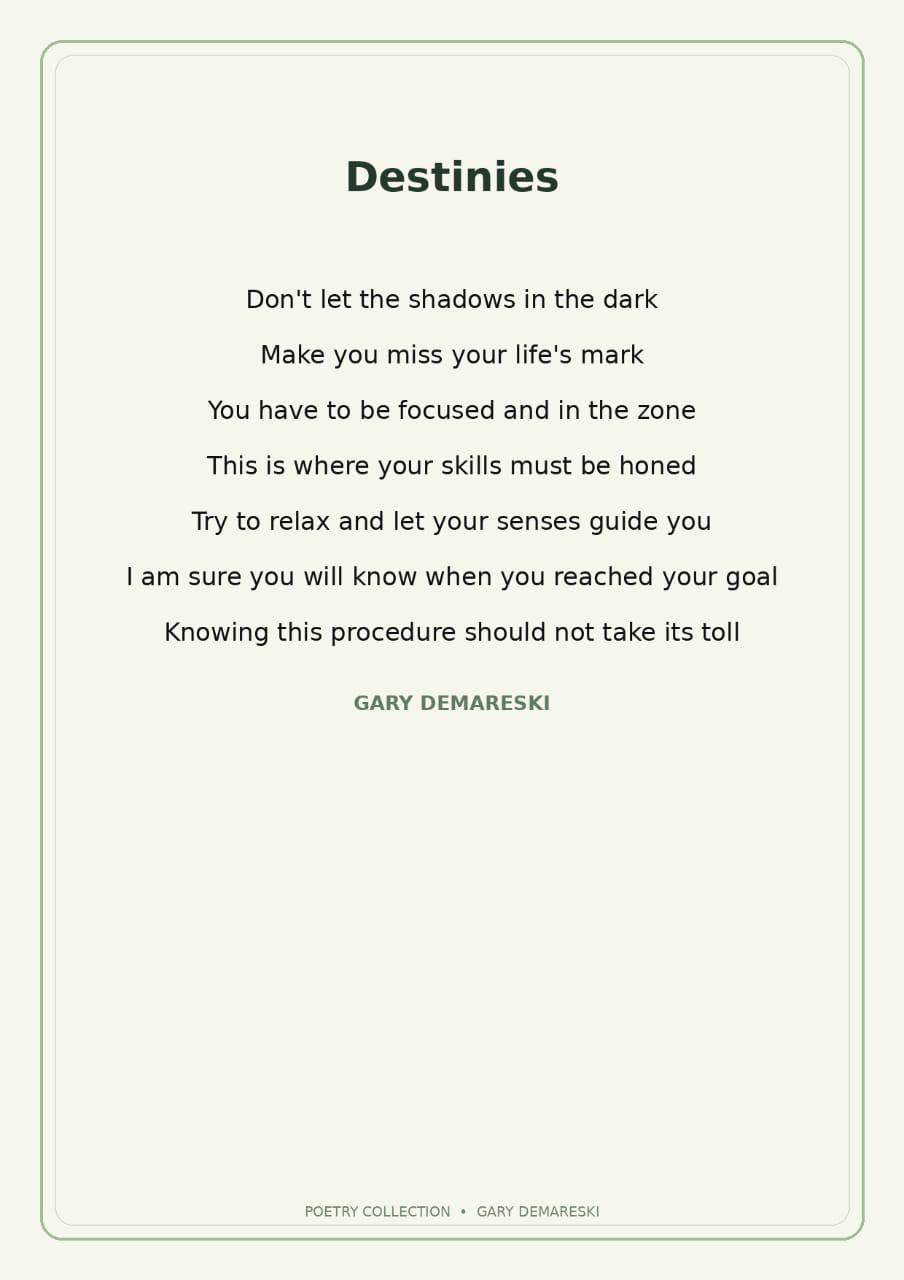 Destinies
Don't let the shadows in the dark
Make you miss your life's mark
You have to be focused and in the zone
This is where your skills must be honed
Try to relax and let your senses guide you
I am sure you will know when you reached your goal
Knowing this procedure should not take its toll
GARY DEMARESKI
POETRY COLLECTION • GARY DEMARESKI